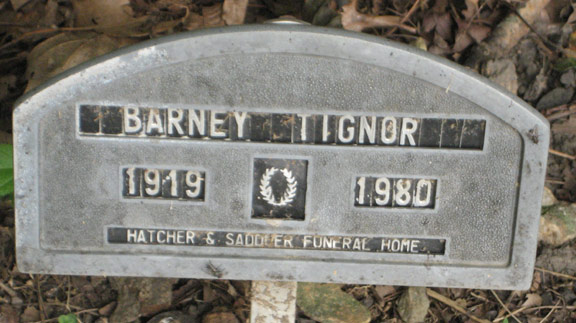 BARNEY TIGNOR
1919 1980
HATCHER & SADDLER FUNERAL HOME